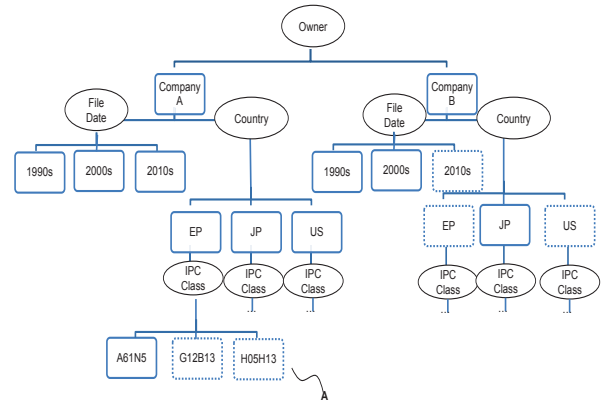 Owner
Company
A
Company
B
File
Date
Country
File
Date
Country
1990s
2000s
2010s
1990s
2000s
2010s
EP
JP
US
EP
JP
US
IPC
Class
IPC
Class
IPC
Class
IPC
Class
IPC
Class
IPC
Class
...
...
...
...
...
A61N5
G12B13
H05H13
A